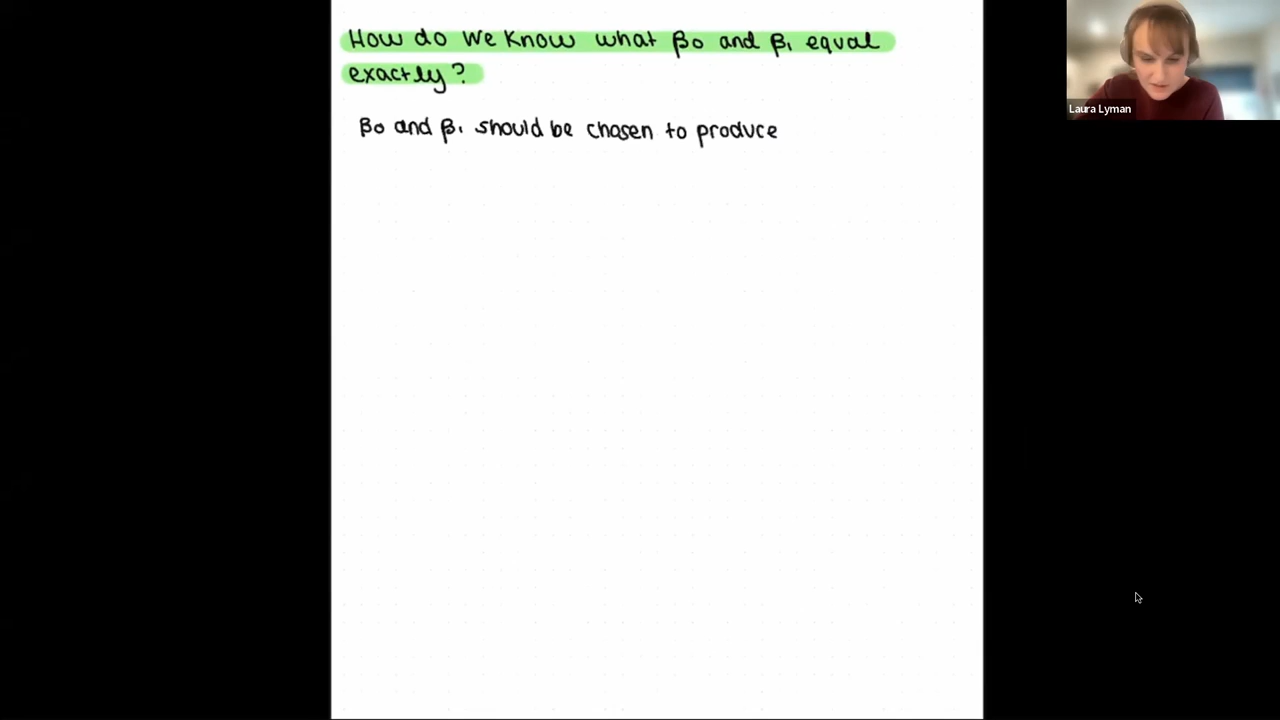 How do we know what β0 and β1 equal
exactly?
β0 and β1 should be chosen to produce
Laura Lyman